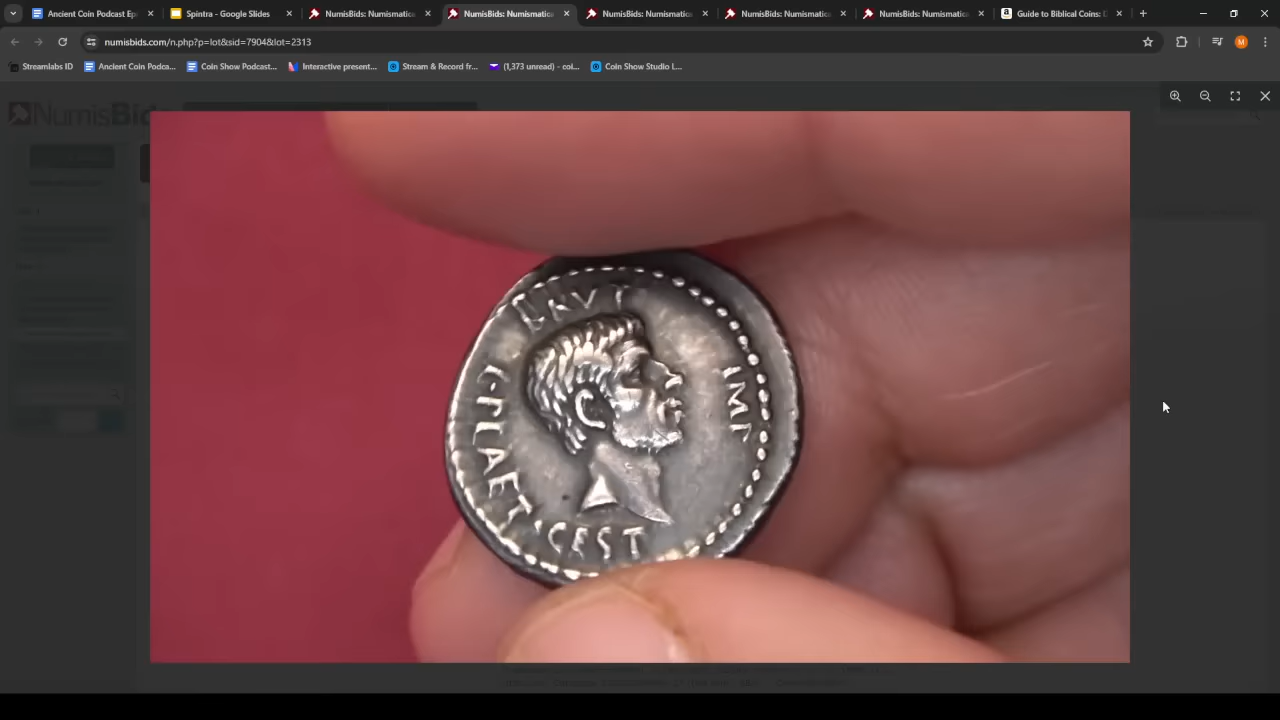 Ancient Coin Podcast Ep
Spintra - Google Slides
NumisBids: Numismatic
NumisBids: Numismatic
NumisBids: Numismatic
NumisBids: Numismatic
NumisBids: Numismatic
Guide to Biblical Coins:
numisbids.com/n.php?p=lot&sid=7904&lot=2313
M
Streamlabs ID
Ancient Coin Podca...
Coin Show Podcast...
Interactive present...
Stream & Record fr...
(1,373 unread) - coi...
Coin Show Studio I...
NumisBi
BRVT
IMP
L·PLAET·CEST